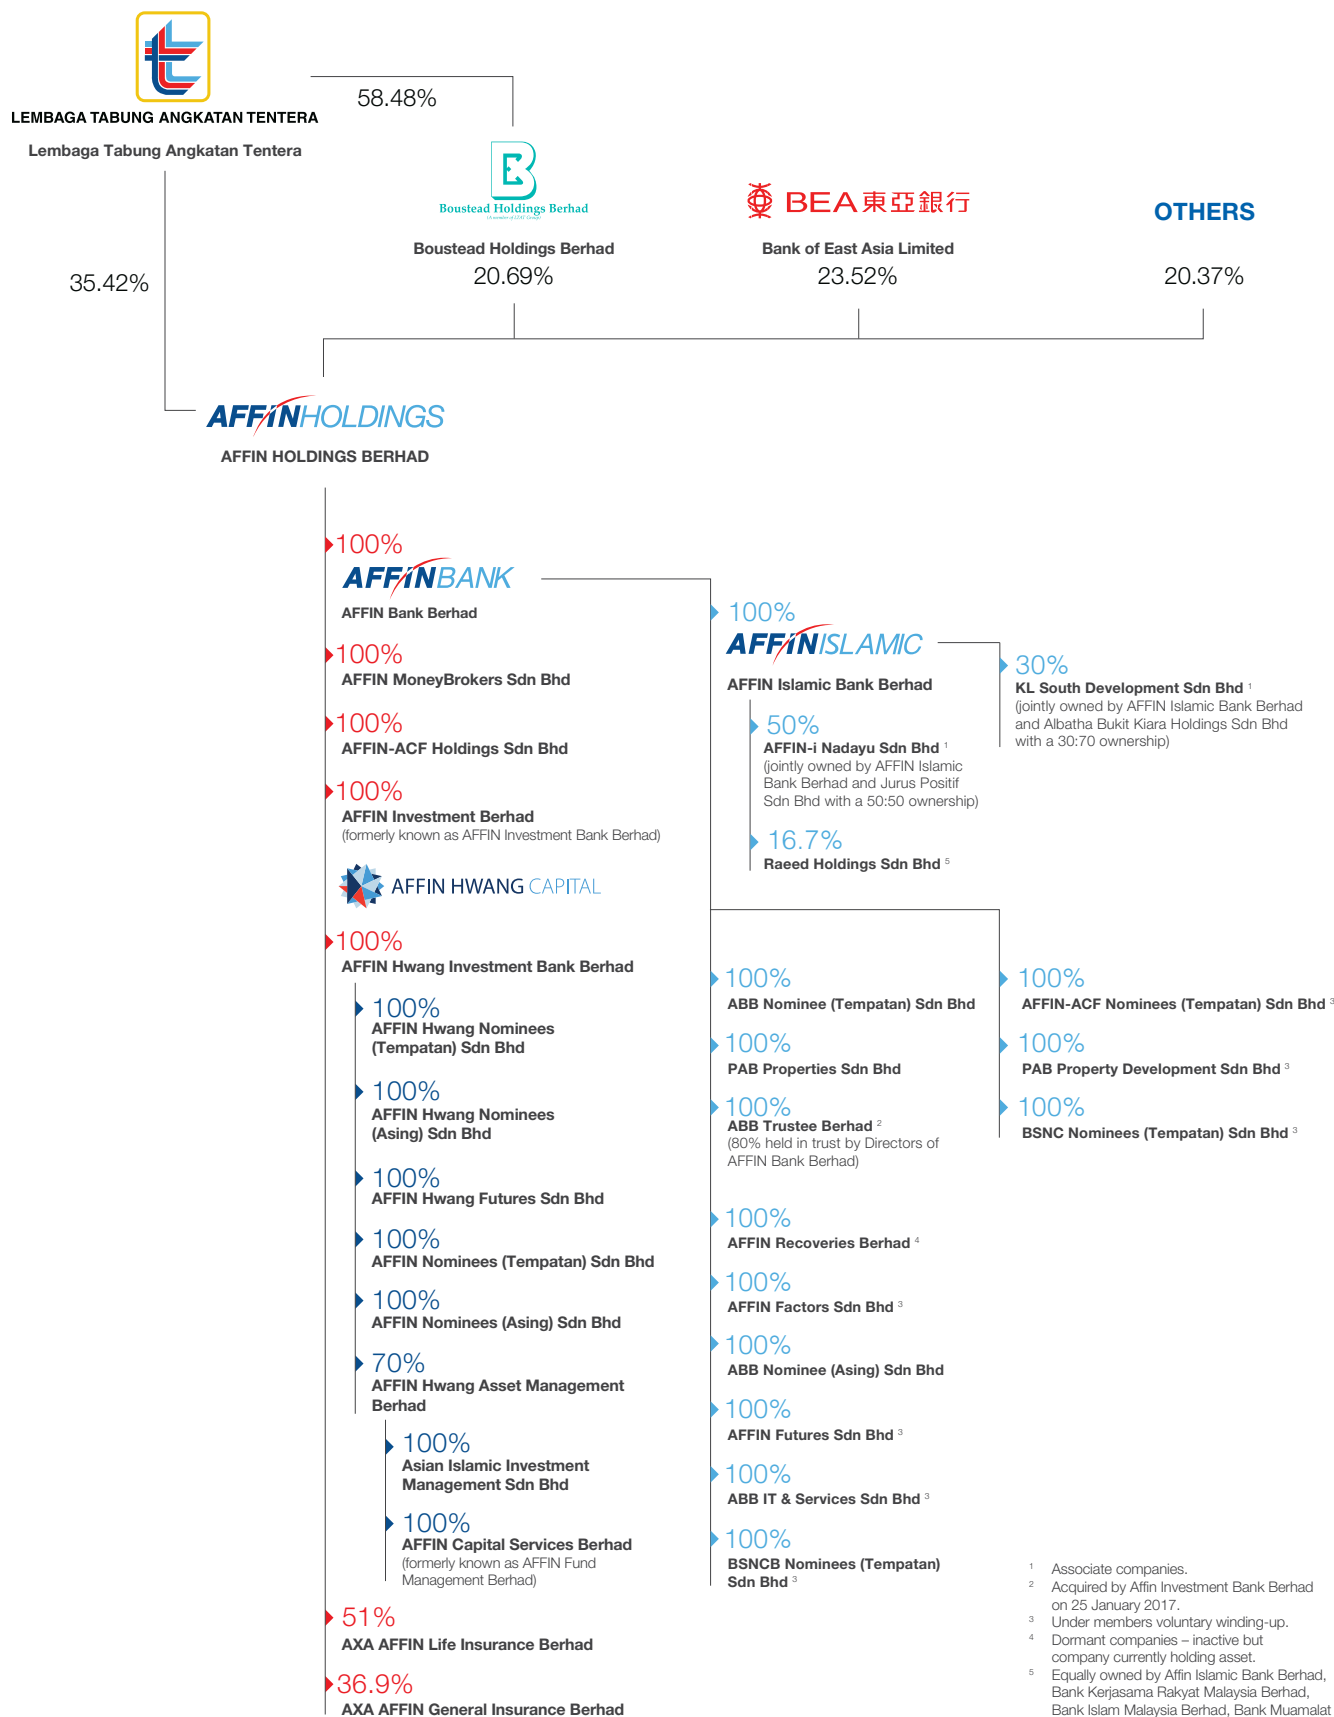 LEMBAGA TABUNG ANGKATAN TENTERA
Lembaga Tabung Angkatan Tentera
58.48%
35.42%
Boustead Holdings Berhad
Boustead Holdings Berhad
20.69%
BEA東亞銀行
Bank of East Asia Limited
23.52%
OTHERS
20.37%
AFFINHOLDINGS
AFFIN HOLDINGS BERHAD
100%
AFFINBANK
AFFIN Bank Berhad
100%
AFFIN MoneyBrokers Sdn Bhd
100%
AFFIN-ACF Holdings Sdn Bhd
100%
AFFIN Investment Berhad
(formerly known as AFFIN Investment Bank Berhad)
AFFIN HWANG CAPITAL
100%
AFFIN Hwang Investment Bank Berhad
100%
AFFIN Hwang Nominees
(Tempatan) Sdn Bhd
100%
AFFIN Hwang Nominees
(Asing) Sdn Bhd
100%
AFFIN Hwang Futures Sdn Bhd
100%
AFFIN Nominees (Tempatan) Sdn Bhd
100%
AFFIN Nominees (Asing) Sdn Bhd
70%
AFFIN Hwang Asset Management
Berhad
100%
Asian Islamic Investment
Management Sdn Bhd
100%
AFFIN Capital Services Berhad
(formerly known as AFFIN Fund
Management Berhad)
51%
AXA AFFIN Life Insurance Berhad
36.9%
AXA AFFIN General Insurance Berhad
100%
AFFINISLAMIC
AFFIN Islamic Bank Berhad
50%
AFFIN-i Nadayu Sdn Bhd 1
(jointly owned by AFFIN Islamic
Bank Berhad and Jurus Positif
Sdn Bhd with a 50:50 ownership)
16.7%
Raeed Holdings Sdn Bhd 5
30%
KL South Development Sdn Bhd 1
(jointly owned by AFFIN Islamic Bank Berhad
and Albatha Bukit Kiara Holdings Sdn Bhd
with a 30:70 ownership)
100%
ABB Nominee (Tempatan) Sdn Bhd
100%
PAB Properties Sdn Bhd
100%
ABB Trustee Berhad 2
(80% held in trust by Directors of
AFFIN Bank Berhad)
100%
AFFIN Recoveries Berhad 4
100%
AFFIN Factors Sdn Bhd 3
100%
ABB Nominee (Asing) Sdn Bhd
100%
AFFIN Futures Sdn Bhd 3
100%
ABB IT & Services Sdn Bhd 3
100%
BSNCB Nominees (Tempatan)
Sdn Bhd 3
100%
AFFIN-ACF Nominees (Tempatan) Sdn Bhd 3
100%
PAB Property Development Sdn Bhd 3
100%
BSNC Nominees (Tempatan) Sdn Bhd 3
1 Associate companies.
2 Acquired by Affin Investment Bank Berhad
on 25 January 2017.
3 Under members voluntary winding-up.
4 Dormant companies – inactive but
company currently holding asset.
5 Equally owned by Affin Islamic Bank Berhad,
Bank Kerjasama Rakyat Malaysia Berhad,
Bank Islam Malaysia Berhad, Bank Muamalat